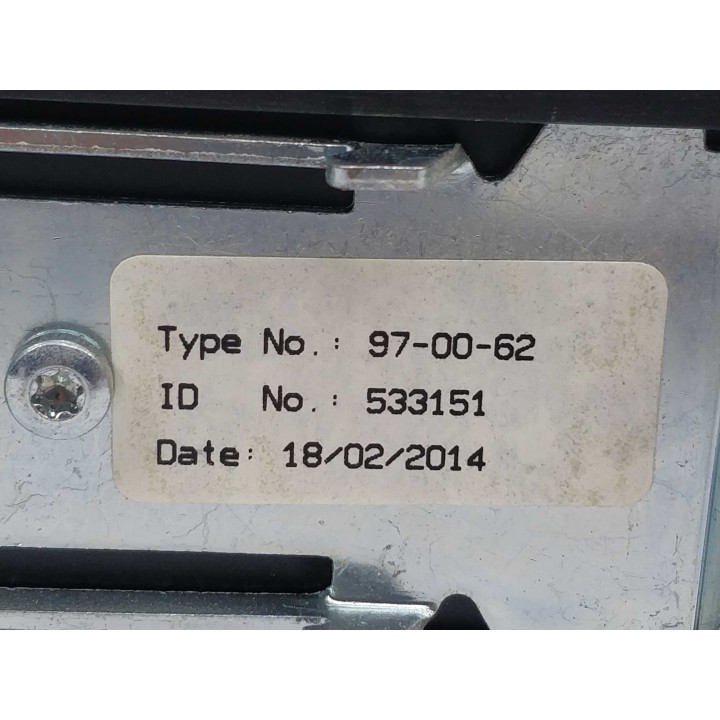 Type No.: 97-00-62
ID No.: 533151
Date: 18/02/2014